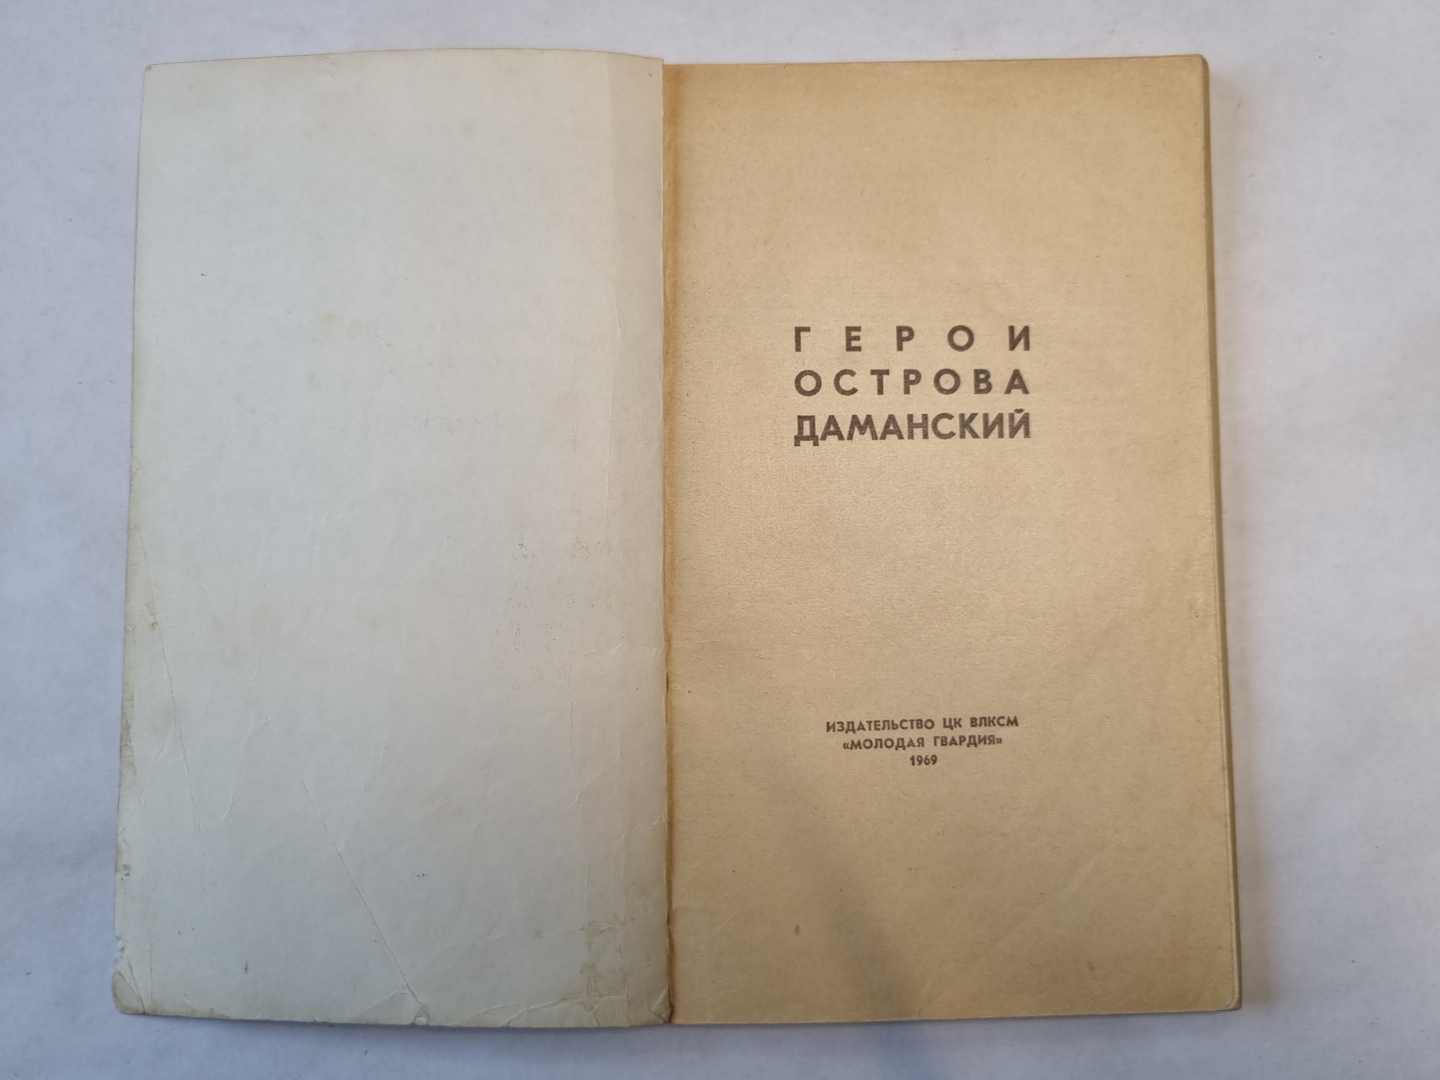 ГЕРОИ
ОСТРОВА
ДАМАНСКИЙ
ИЗДАТЕЛЬСТВО ЦК ВЛКСМ
«МОЛОДАЯ ГВАРДИЯ»
1969